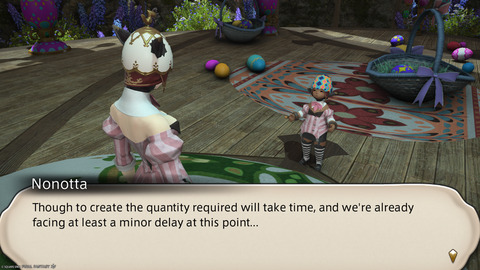 Nonotta
Though to create the quantity required will take time, and we're already
facing at least a minor delay at this point...